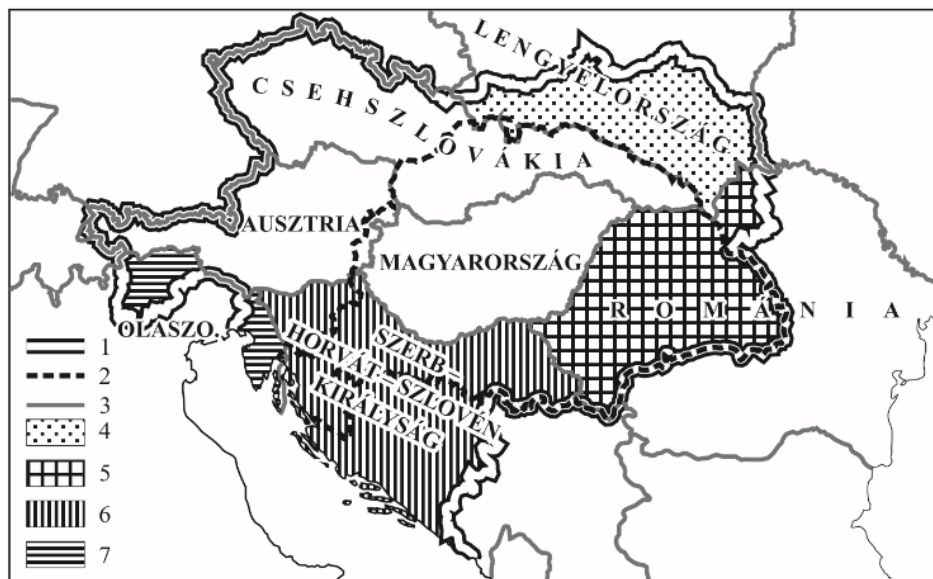 LENGYELORSZÁG
CSEHSZLOVÁKIA
AUSZTRIA
MAGYARORSZÁG
ROMÁNIA
OLASZO.
SZERB–
HORVÁT–SZLOVÉN
KIRÁLYSÁG
1
2
3
4
5
6
7